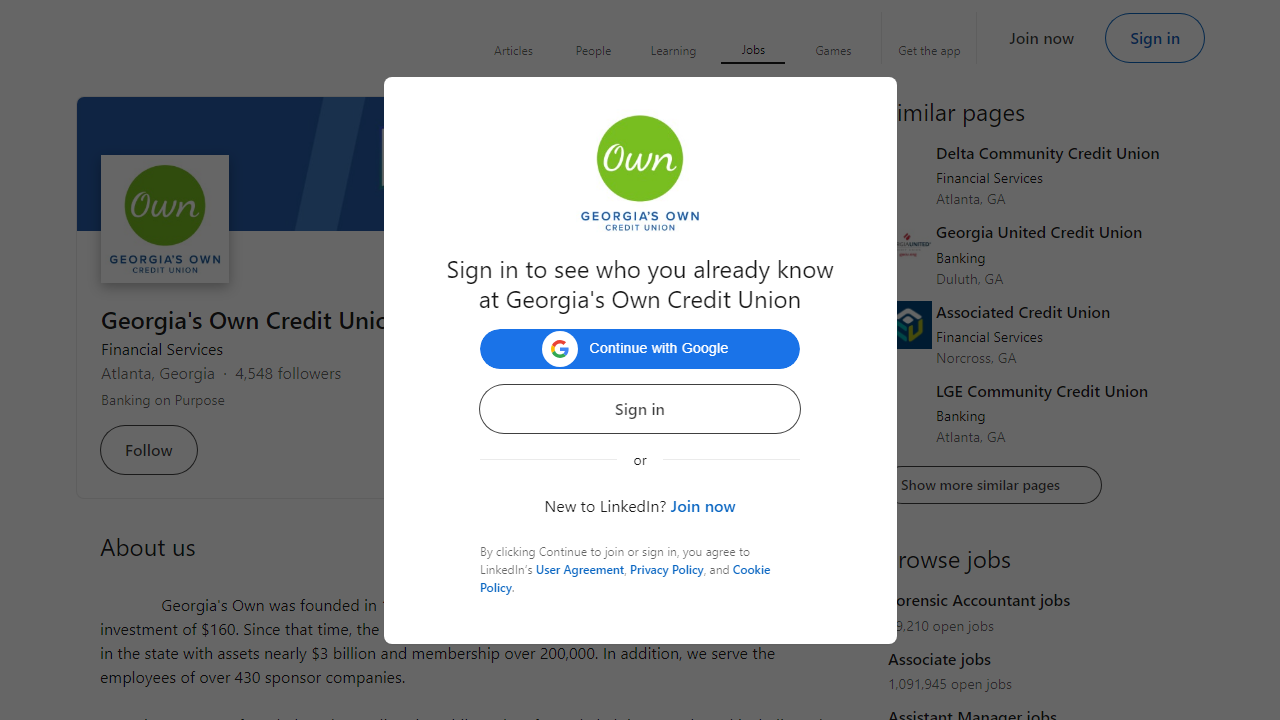 Articles
People
Learning
Jobs
Games
Get the app
Join now
Sign in
Own
GEORGIA'S OWN
CREDIT UNION
Georgia's Own Credit
Financial Services
Atlanta, Georgia · 4,548 followers
Banking on Purpose
Follow
About us
Georgia's Own was founded in
investment of $160. Since that time, the
in the state with assets nearly $3 billion and membership over 200,000. In addition, we serve the
employees of over 430 sponsor companies.
Own
GEORGIA'S OWN
CREDIT UNION
Sign in to see who you already know
at Georgia's Own Credit Union
Continue with Google
Sign in
or
New to LinkedIn? Join now
By clicking Continue to join or sign in, you agree to
LinkedIn's User Agreement, Privacy Policy, and Cookie
Policy.
imilar pages
Delta Community Credit Union
Financial Services
Atlanta, GA
Georgia United Credit Union
Banking
Duluth, GA
Associated Credit Union
Financial Services
Norcross, GA
LGE Community Credit Union
Banking
Atlanta, GA
Show more similar pages
rowse jobs
orensic Accountant jobs
9,210 open jobs
Associate jobs
1,091,945 open jobs
Assistant Manager jobs